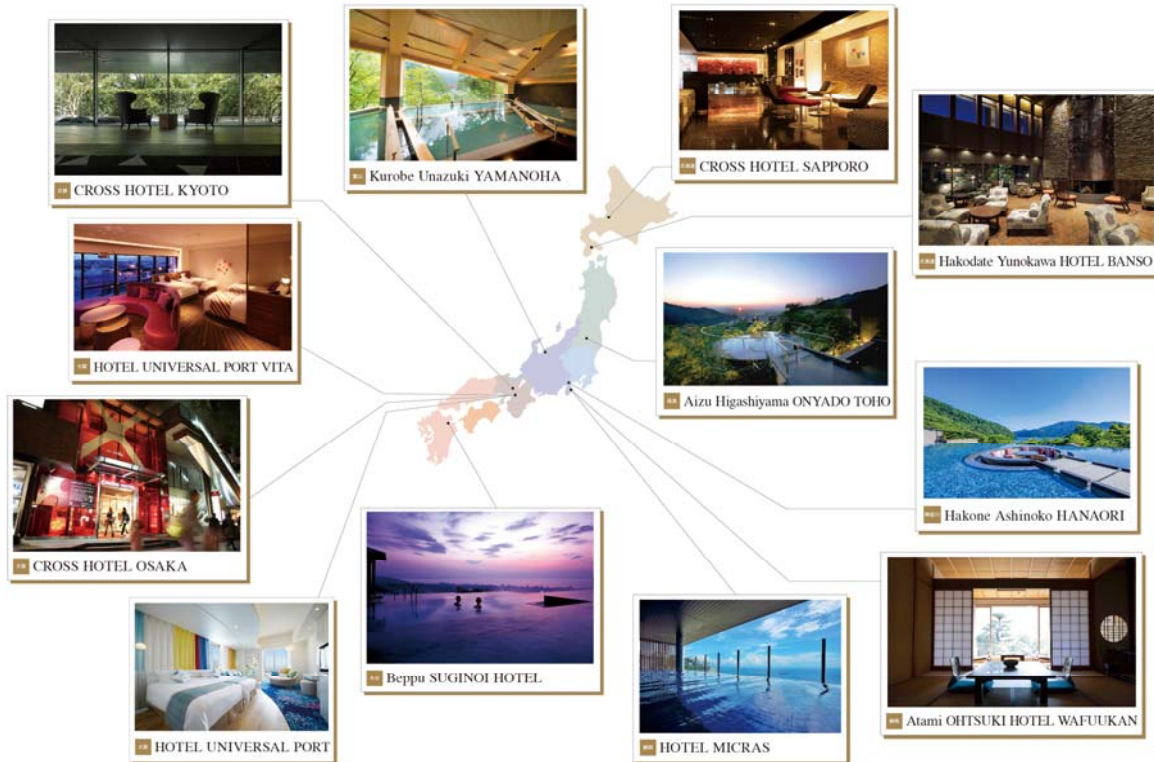 CROSS HOTEL KYOTO
Kurobe Unazuki YAMANOHA
CROSS HOTEL SAPPORO
Hakodate Yunokawa HOTEL BANSO
HOTEL UNIVERSAL PORT VITA
Aizu Higashiyama ONYADO TOHO
Hakone Ashinoko HANAORI
CROSS HOTEL OSAKA
Beppu SUGINOI HOTEL
Atami OHTSUKI HOTEL WAFUUKAN
HOTEL UNIVERSAL PORT
HOTEL MICRAS